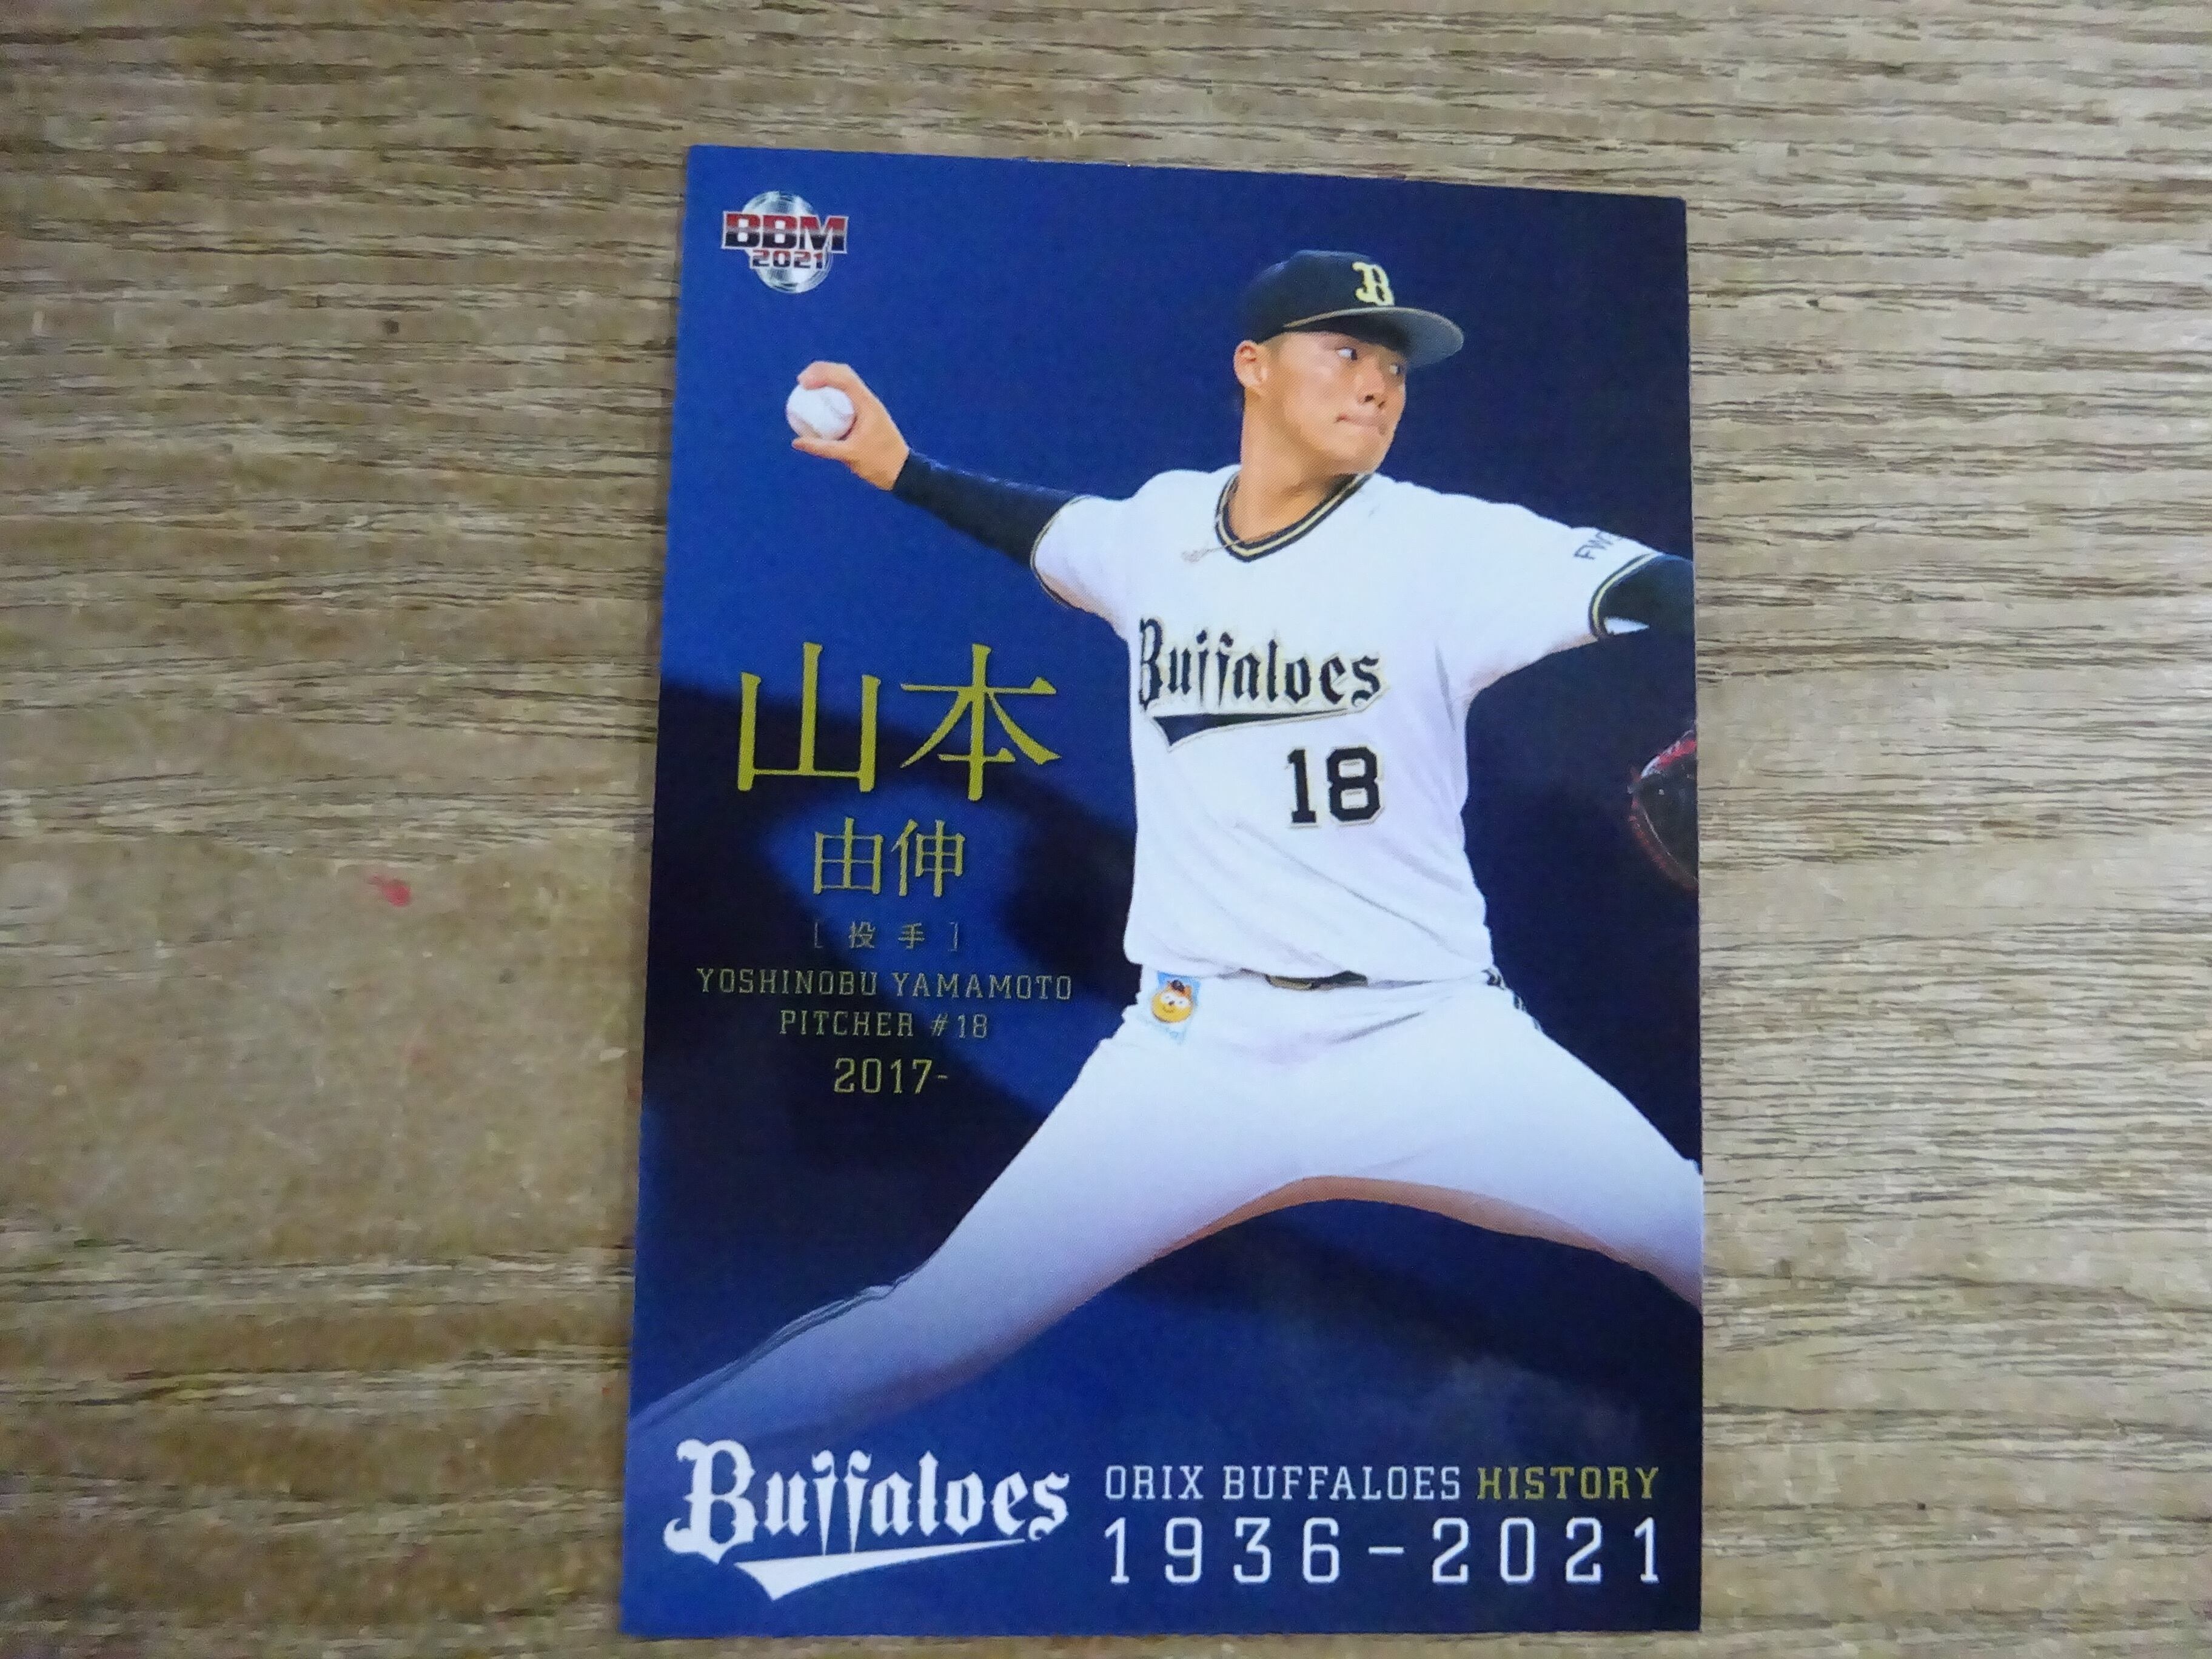 BBM
2021
B
FWD
Buffaloes
18
山本
由伸
[投手]
YOSHINOBU YAMAMOTO
PITCHER #18
2017-
Buffaloes
ORIX BUFFALOES HISTORY
1936-2021